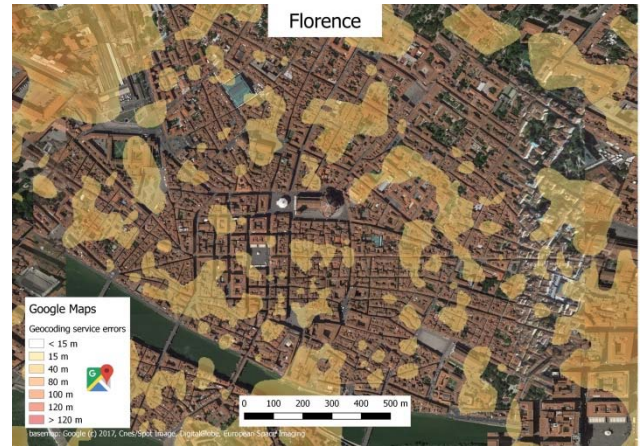 Florence
Google Maps
Geocoding service errors
< 15 m
15 m
40 m
80 m
100 m
120 m
> 120 m
G
0 100 200 300 400 500 m
basemap: Google (c) 2017, Cnes/Spot Image, DigitalGlobe, European Space Imaging